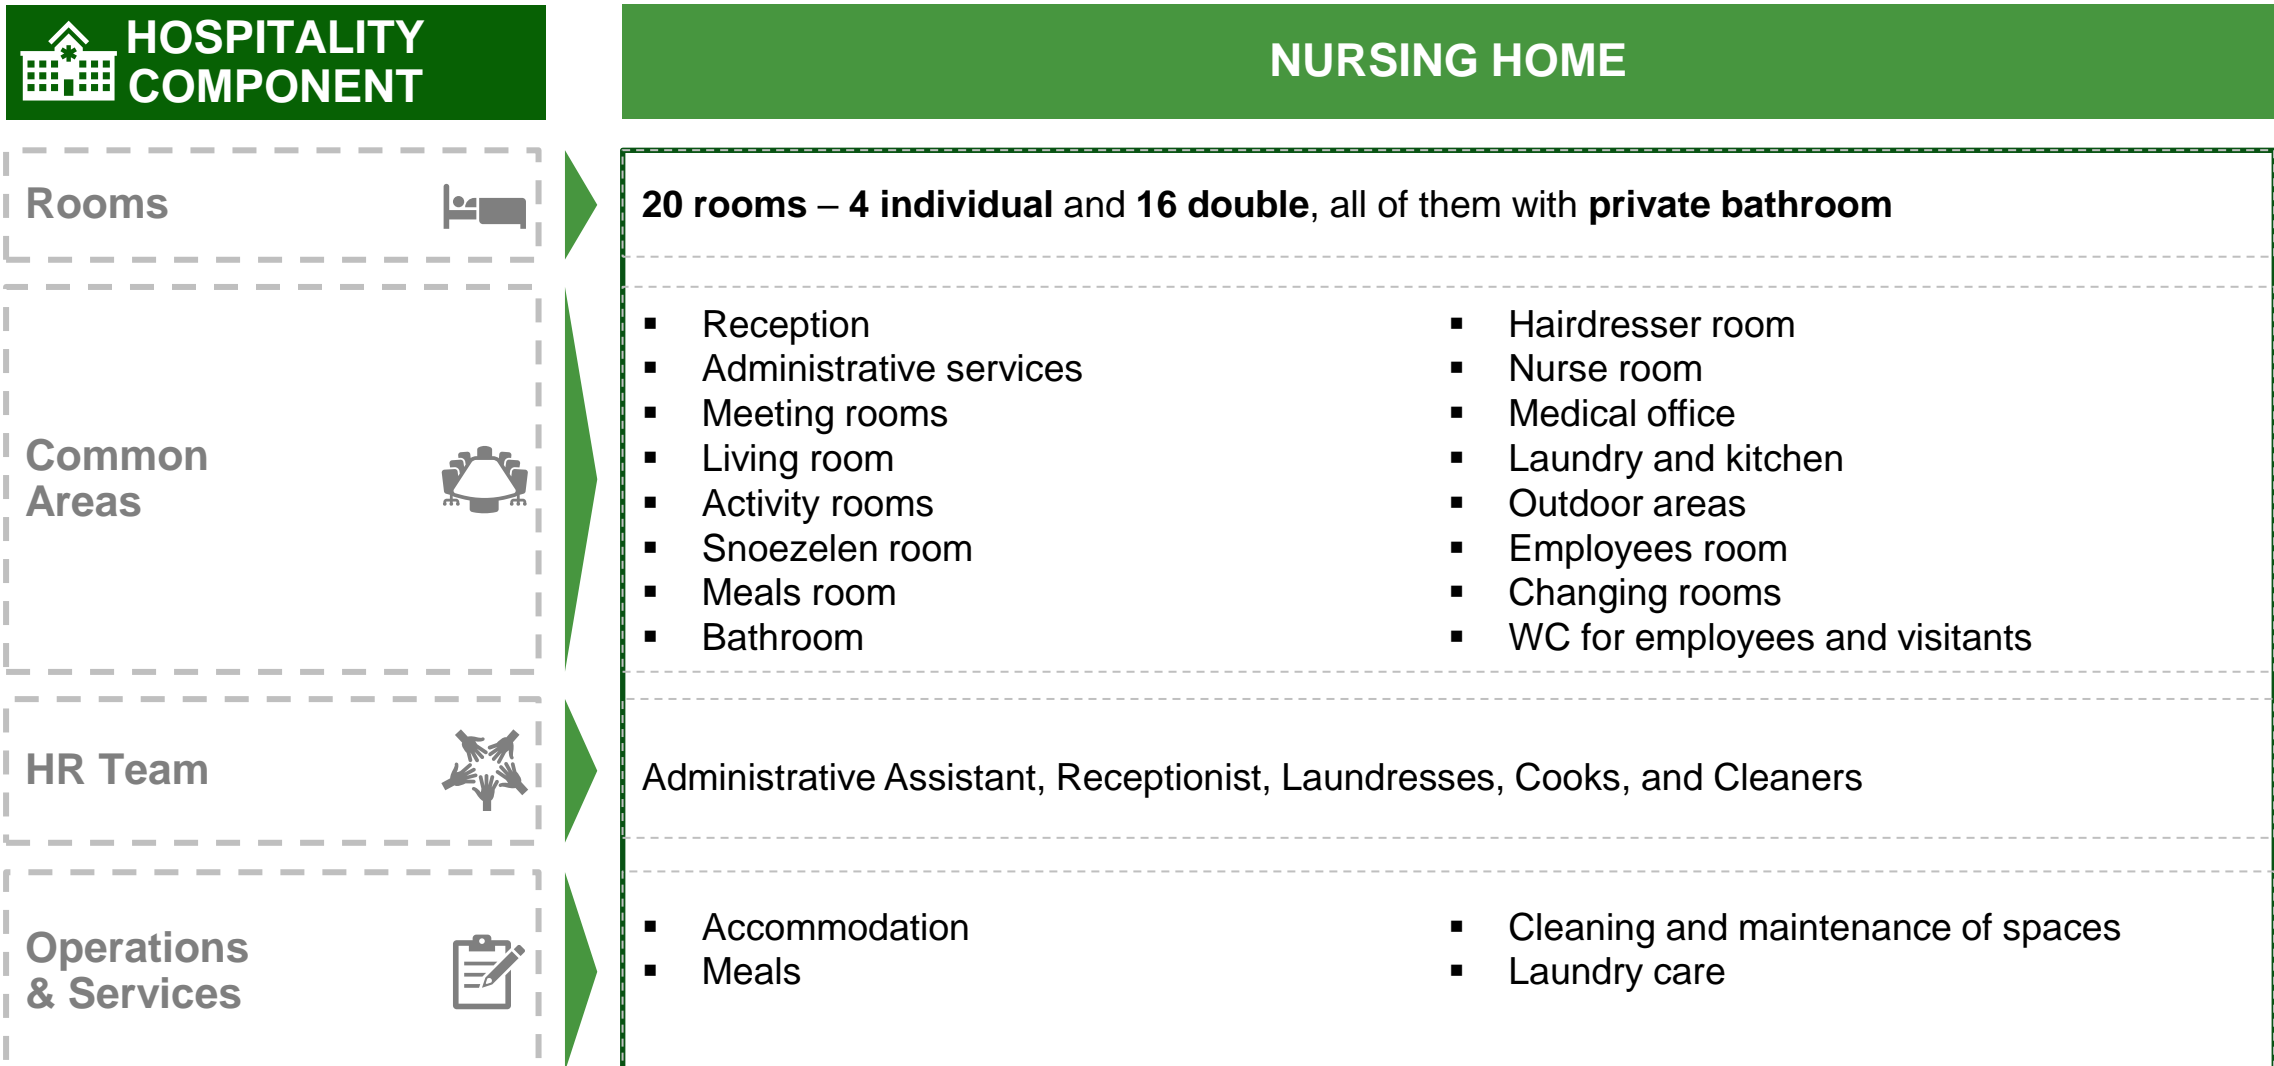 HOSPITALITY
COMPONENT
NURSING HOME
Rooms
20 rooms – 4 individual and 16 double, all of them with private bathroom
Common
Areas
▪ Reception
▪ Administrative services
▪ Meeting rooms
▪ Living room
▪ Activity rooms
▪ Snoezelen room
▪ Meals room
▪ Bathroom
▪ Hairdresser room
▪ Nurse room
▪ Medical office
▪ Laundry and kitchen
▪ Outdoor areas
▪ Employees room
▪ Changing rooms
▪ WC for employees and visitants
HR Team
Administrative Assistant, Receptionist, Laundresses, Cooks, and Cleaners
Operations
& Services
▪ Accommodation
▪ Meals
▪ Cleaning and maintenance of spaces
▪ Laundry care